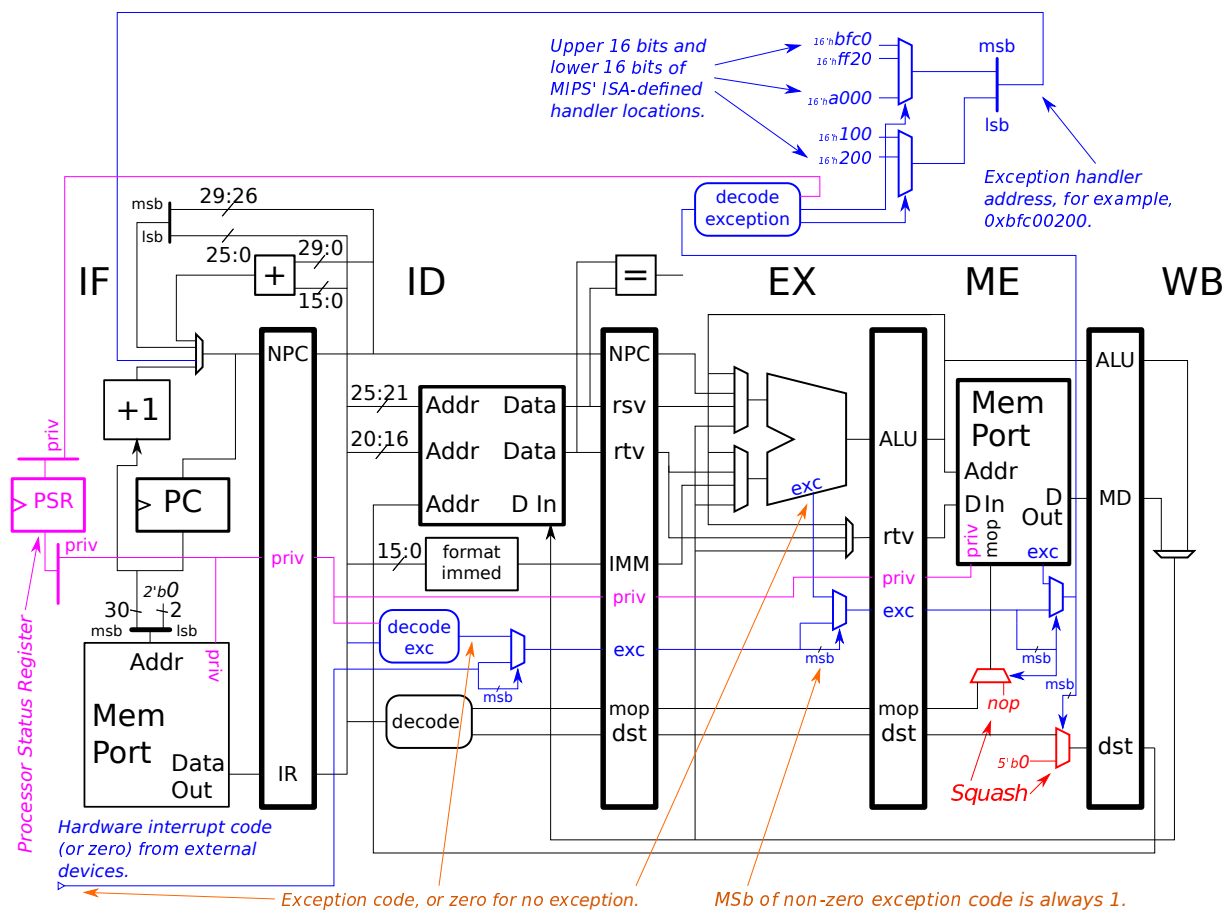 Upper 16 bits and
lower 16 bits of
MIPS' ISA-defined
handler locations.
16'hbfc0
16'hff20
16'ha000
16'h100
16'h200
msb
lsb
decode
exception
Exception handler
address, for example,
0xbfc00200.
29:26
msb
lsb
25:0
29:0
+
15:0
=
IF
ID
EX
ME
WB
NPC
NPC
ALU
+1
25:21
Addr
Data
rsv
20:16
Addr
Data
rtv
Addr
D In
ALU
Mem
Port
Addr
D In
D
Out
priv
mop
exc
MD
priv
PSR
PC
priv
priv
15:0
format
immed
IMM
priv
exc
rtv
priv
exc
2'b0
30
2
msb
lsb
Addr
priv
Mem
Port
Data
Out
IR
decode
exc
msb
exc
msb
msb
msb
decode
mop
dst
mop
dst
nop
5'b0
Squash
dst
Processor Status Register
Hardware interrupt code
(or zero) from external
devices.
Exception code, or zero for no exception.
MSb of non-zero exception code is always 1.